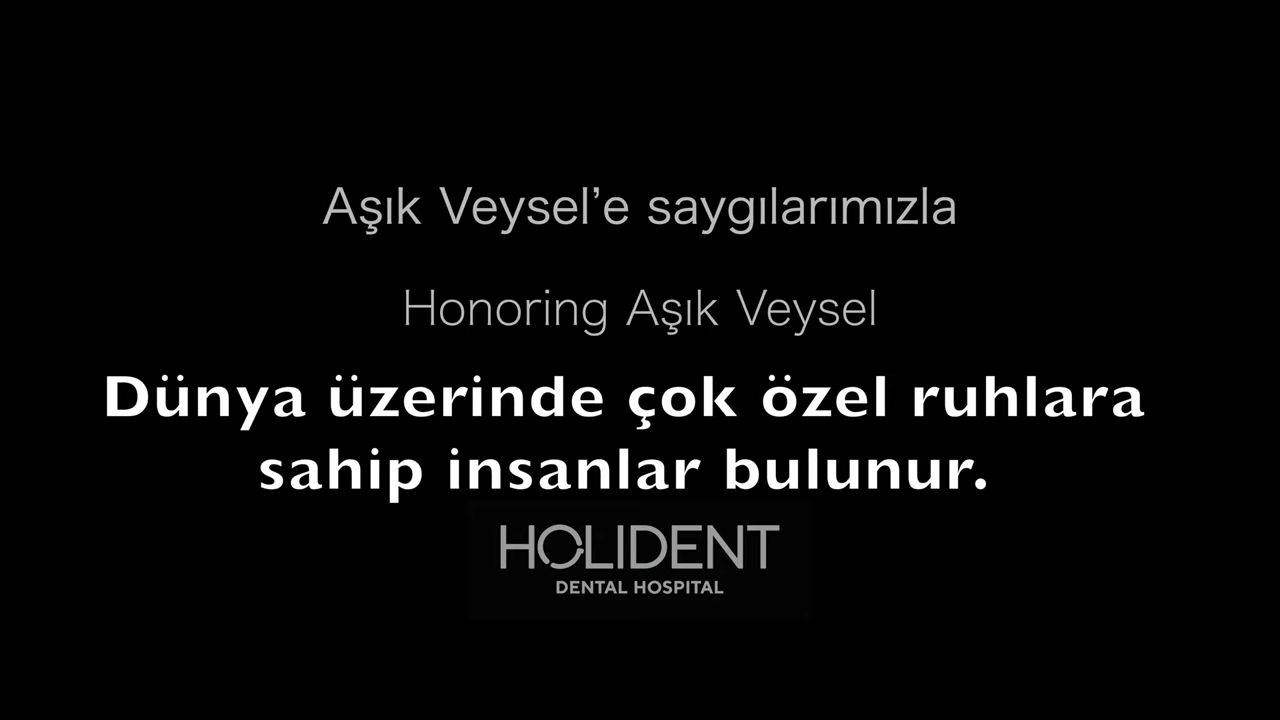 Aşık Veysel’e saygılarımızla
Honoring Aşık Veysel
Dünya üzerinde çok özel ruhlara
sahip insanlar bulunur.
HOLIDENT
DENTAL HOSPITAL